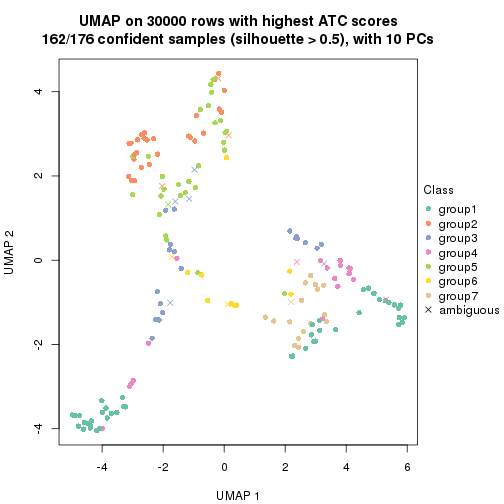 UMAP on 30000 rows with highest ATC scores
162/176 confident samples (silhouette > 0.5), with 10 PCs
4
2
0
-2
-4
UMAP 2
-4
-2
0
2
4
6
UMAP 1
Class
group1
group2
group3
group4
group5
group6
group7
ambiguous